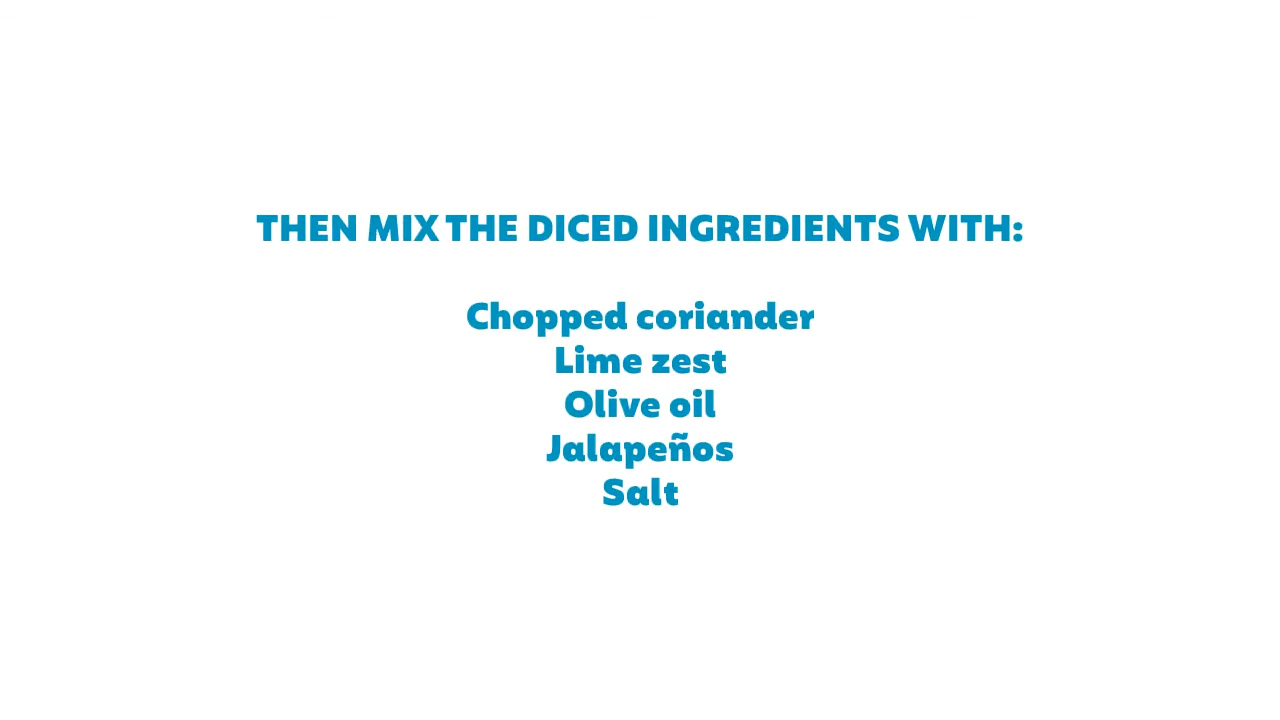 THEN MIX THE DICED INGREDIENTS WITH:
Chopped coriander
Lime zest
Olive oil
Jalapeños
Salt